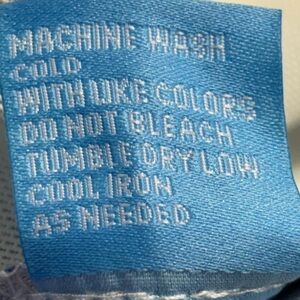 MACHINE WASH
COLD
WITH LIKE COLORS
DO NOT BLEACH
TUMBLE DRY LOW
COOL IRON
AS NEEDED